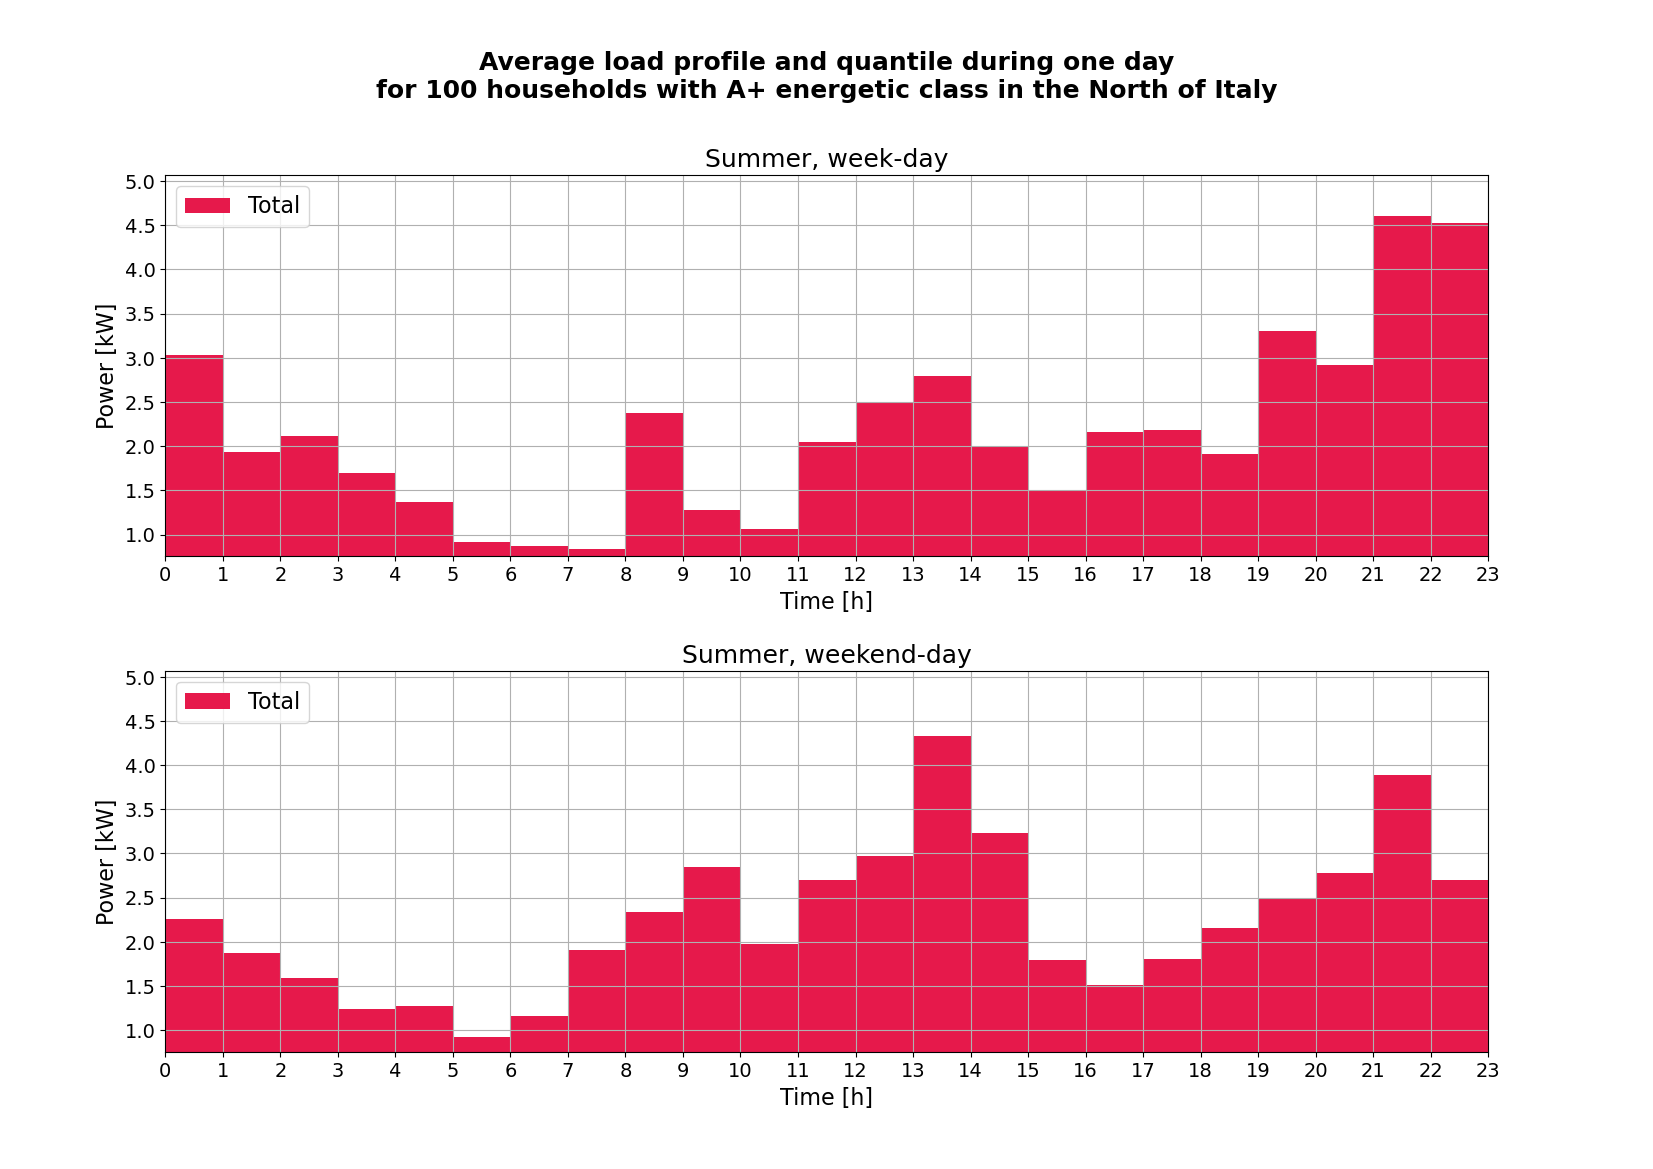 Average load profile and quantile during one day
for 100 households with A+ energetic class in the North of Italy
Summer, week-day
Total
Power [kW]
5.0
4.5
4.0
3.5
3.0
2.5
2.0
1.5
1.0
0 1 2 3 4 5 6 7 8 9 10 11 12 13 14 15 16 17 18 19 20 21 22 23
Time [h]
Summer, weekend-day
Total
Power [kW]
5.0
4.5
4.0
3.5
3.0
2.5
2.0
1.5
1.0
0 1 2 3 4 5 6 7 8 9 10 11 12 13 14 15 16 17 18 19 20 21 22 23
Time [h]